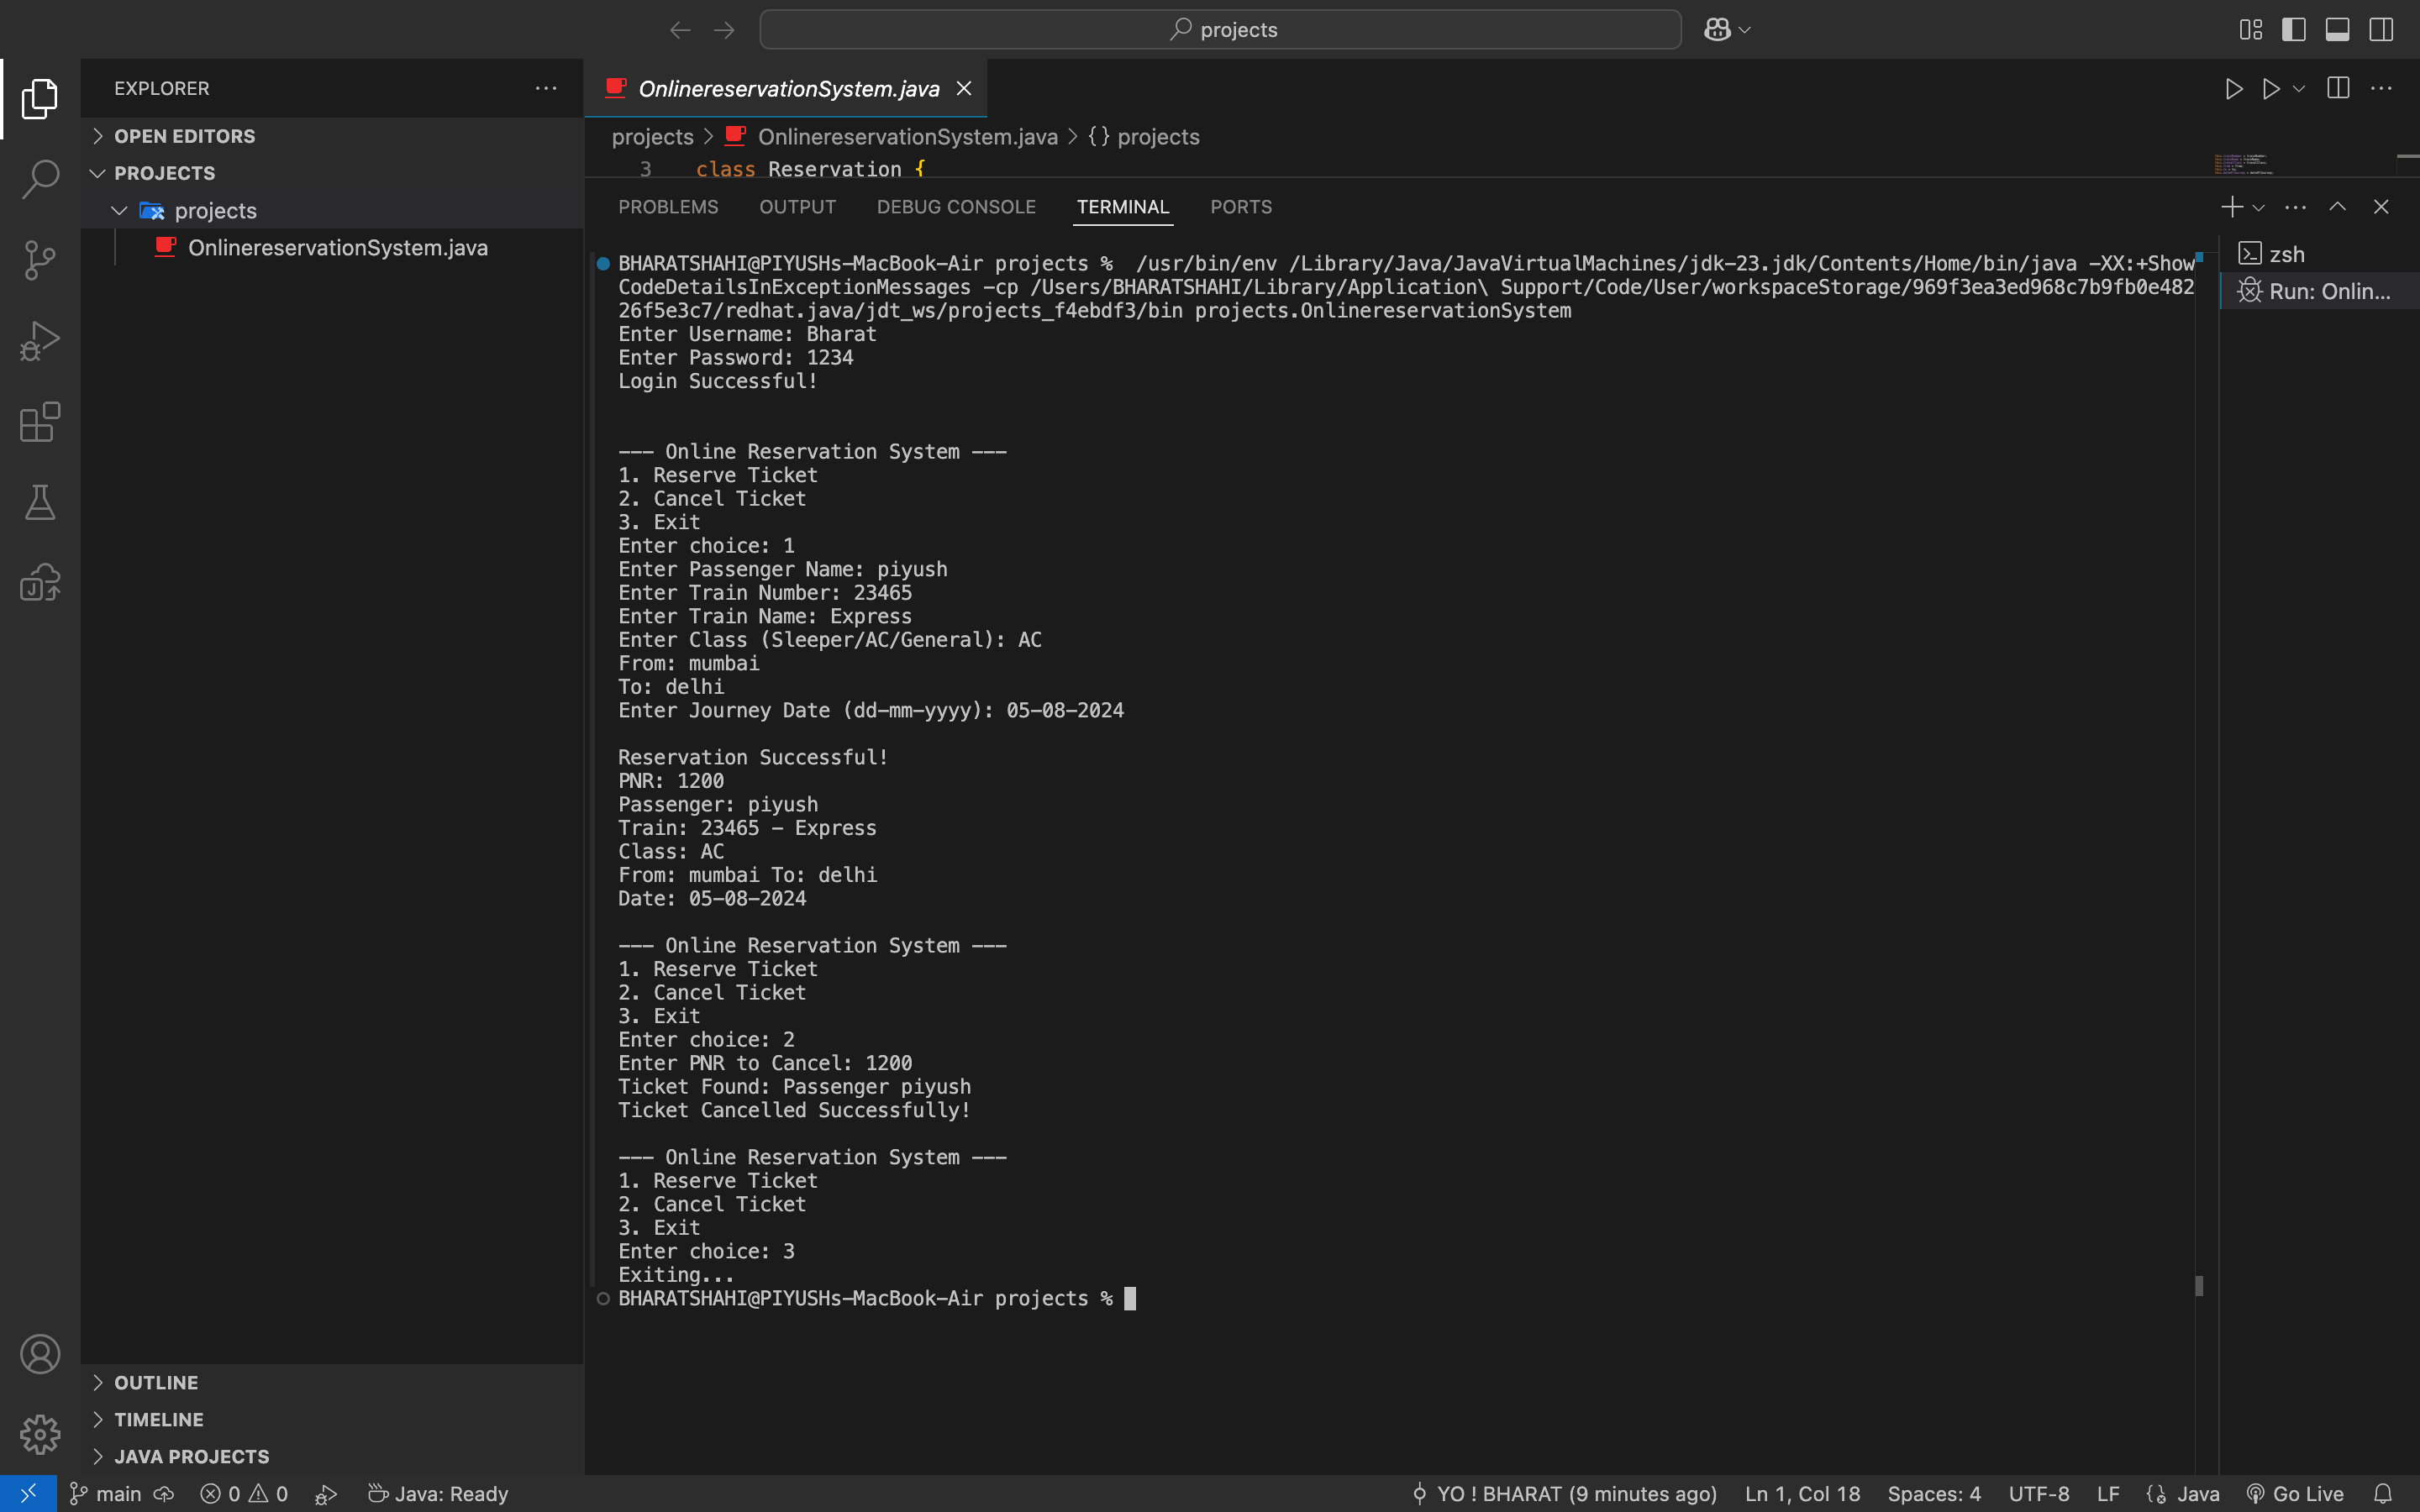 projects
EXPLORER
OPEN EDITORS
PROJECTS
projects
OnlinereservationSystem.java
OUTLINE
TIMELINE
JAVA PROJECTS
OnlinereservationSystem.java
projects > OnlinereservationSystem.java > {} projects
3 class Reservation {
PROBLEMS OUTPUT DEBUG CONSOLE TERMINAL PORTS
BHARATSHAHI@PIYUSHs-MacBook-Air projects % /usr/bin/env /Library/Java/JavaVirtualMachines/jdk-23.jdk/Contents/Home/bin/java -XX:+Show
CodeDetailsInExceptionMessages -cp /Users/BHARATSHAHI/Library/Application\ Support/Code/User/workspaceStorage/969f3ea3ed968c7b9fb0e482
26f5e3c7/redhat.java/jdt_ws/projects_f4ebdf3/bin projects.OnlinereservationSystem
Enter Username: Bharat
Enter Password: 1234
Login Successful!
--- Online Reservation System ---
1. Reserve Ticket
2. Cancel Ticket
3. Exit
Enter choice: 1
Enter Passenger Name: piyush
Enter Train Number: 23465
Enter Train Name: Express
Enter Class (Sleeper/AC/General): AC
From: mumbai
To: delhi
Enter Journey Date (dd-mm-yyyy): 05-08-2024
Reservation Successful!
PNR: 1200
Passenger: piyush
Train: 23465 - Express
Class: AC
From: mumbai To: delhi
Date: 05-08-2024
--- Online Reservation System ---
1. Reserve Ticket
2. Cancel Ticket
3. Exit
Enter choice: 2
Enter PNR to Cancel: 1200
Ticket Found: Passenger piyush
Ticket Cancelled Successfully!
--- Online Reservation System ---
1. Reserve Ticket
2. Cancel Ticket
3. Exit
Enter choice: 3
Exiting...
BHARATSHAHI@PIYUSHs-MacBook-Air projects %
zsh
Run: Onlin...
main 0 0 Java: Ready YO ! BHARAT (9 minutes ago) Ln 1, Col 18 Spaces: 4 UTF-8 LF Java Go Live